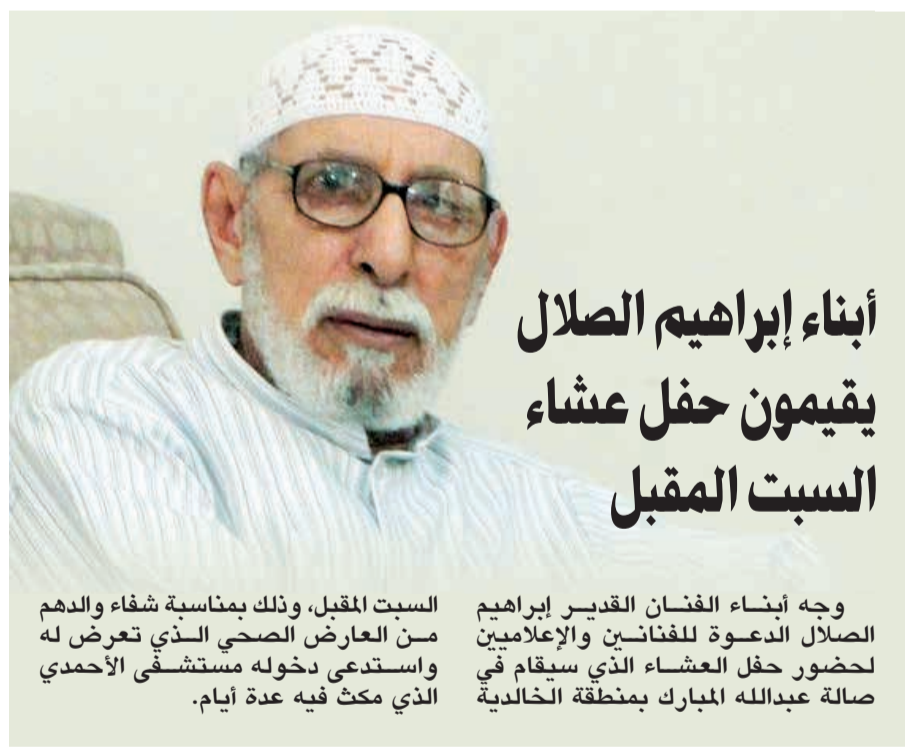 أبناء إبراهيم الصلال
يقيمون حفل عشاء
السبت المقبل
وجه أبناء الفنان القدير إبراهيم
الصلال الدعوة للفنانين والإعلاميين
لحضور حفل العشاء الذي سيقام في
صالة عبدالله المبارك بمنطقة الخالدية
السبت المقبل، وذلك بمناسبة شفاء والدهم
من العارض الصحي الذي تعرض له
واستدعى دخوله مستشفى الأحمدي
الذي مكث فيه عدة أيام.